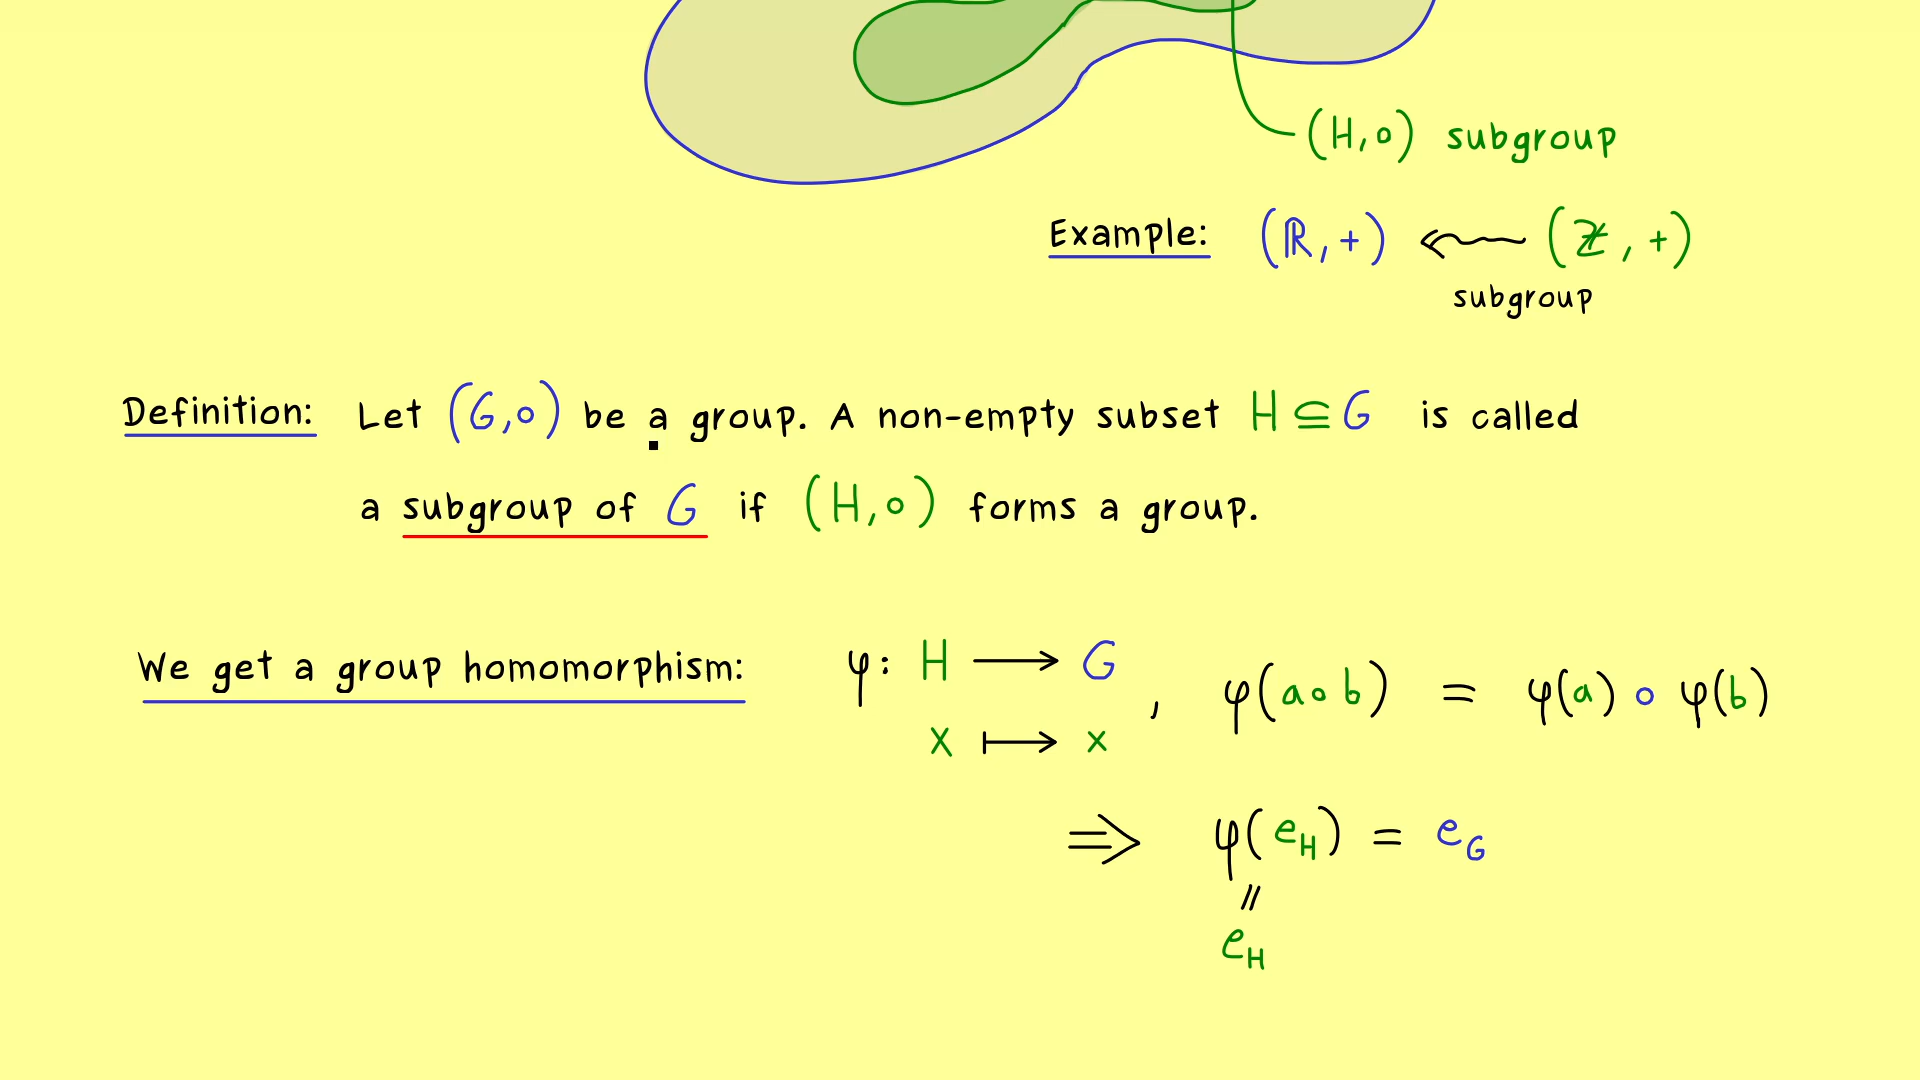 (H,∘) subgroup
Example: (ℝ,+) ⟵ (ℤ,+)
subgroup
Definition: Let (G,∘) be a group. A non-empty subset H ⊆ G is called
a subgroup of G if (H,∘) forms a group.
We get a group homomorphism: φ: H ⟶ G , φ(a∘b) = φ(a) ∘ φ(b)
x ⟼ x
⟹ φ(e_H) = e_G
=
e_H